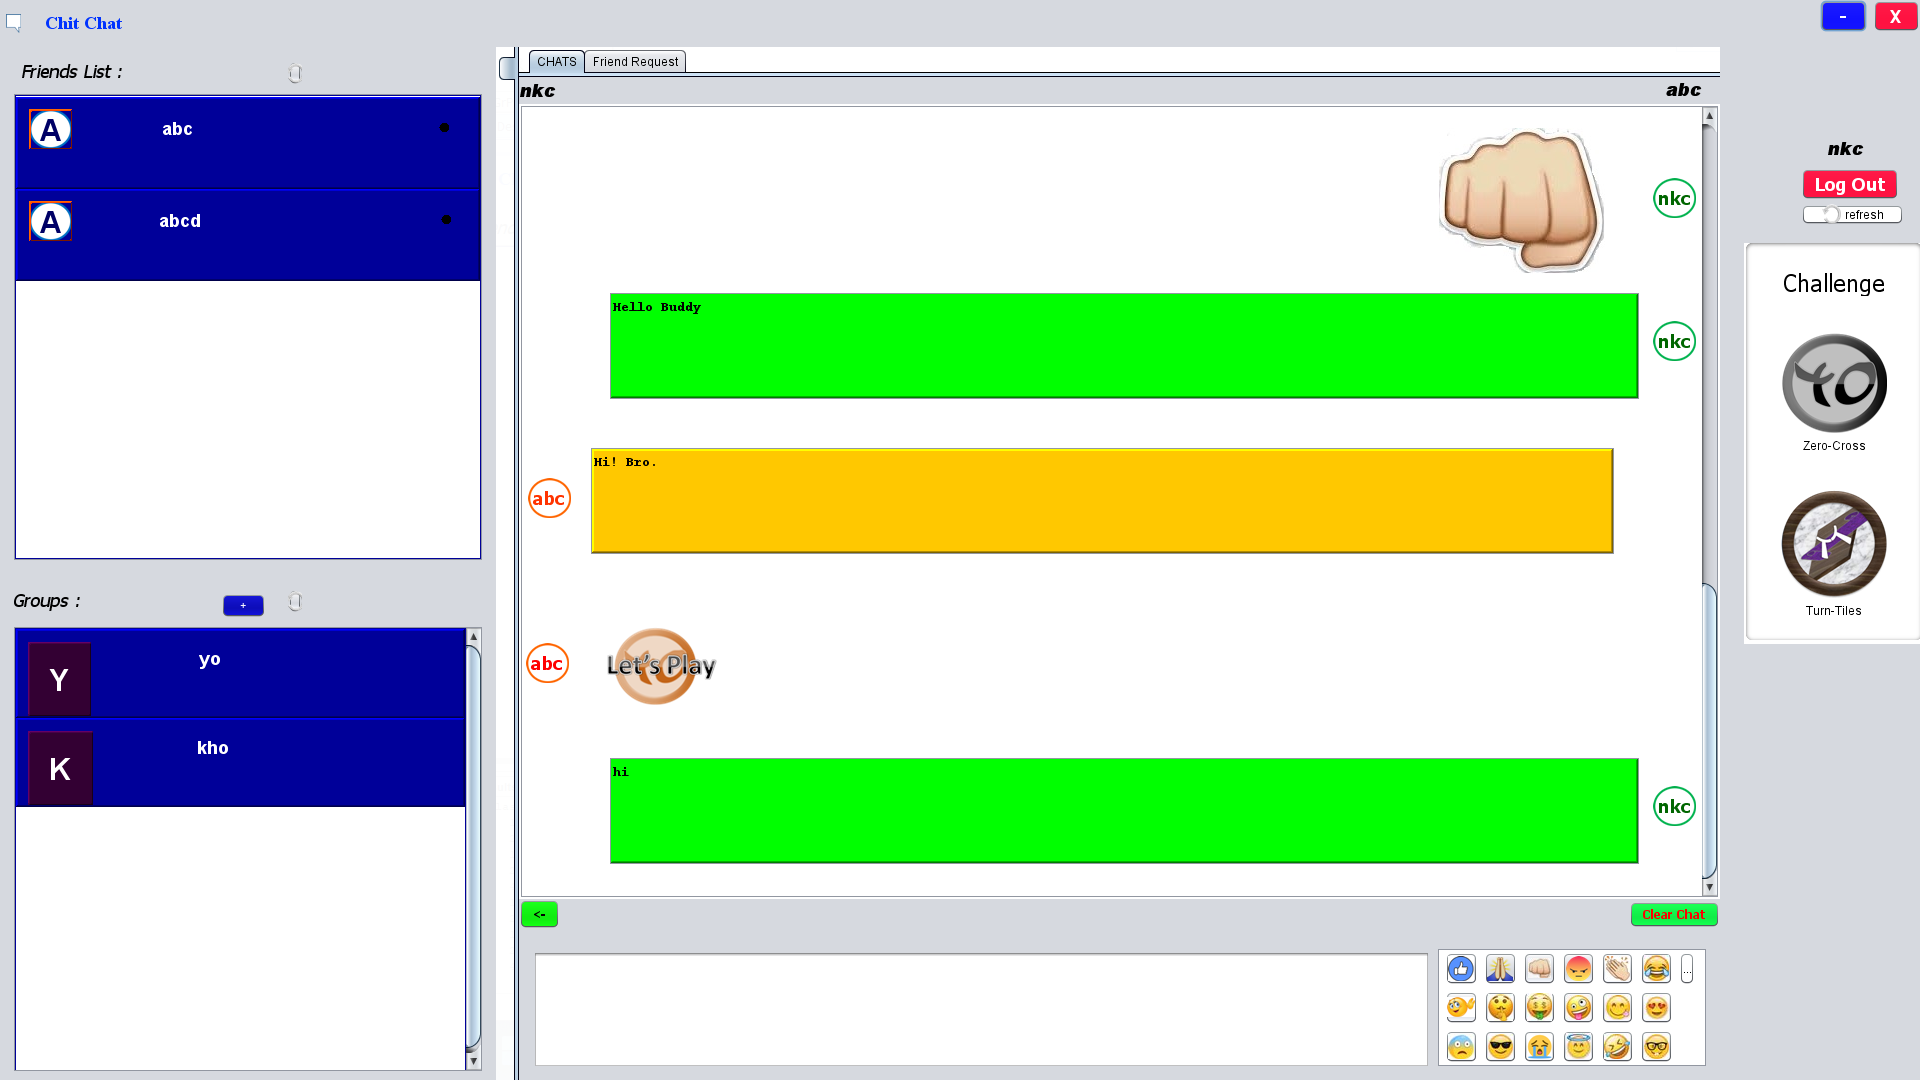 Chit Chat
-
X
Friends List :
A
abc
A
abcd
Groups :
+
Y
yo
K
kho
CHATS
Friend Request
nkc
abc
nkc
Hello Buddy
nkc
Hi! Bro.
abc
abc
Let's Play
hi
nkc
<-
Clear Chat
...
nkc
Log Out
refresh
Challenge
YO
Zero-Cross
Turn-Tiles